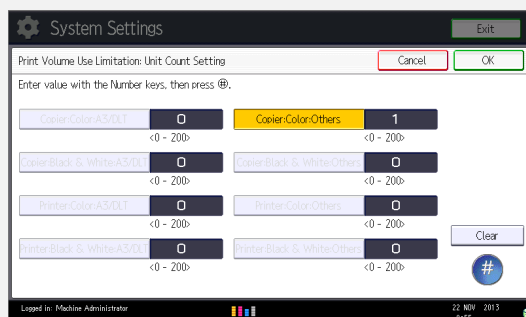 System Settings
Exit
Print Volume Use Limitation: Unit Count Setting
Cancel
OK
Enter value with the Number keys, then press ⌗.
Copier:Color:A3/DLT 0
<0 - 200>
Copier:Color:Others 1
<0 - 200>
Copier:Black & White:A3/DLT 0
<0 - 200>
Copier:Black & White:Others 0
<0 - 200>
Printer:Color:A3/DLT 0
<0 - 200>
Printer:Color:Others 0
<0 - 200>
Clear
Printer:Black & White:A3/DLT 0
<0 - 200>
Printer:Black & White:Others 0
<0 - 200>
#
Logged in: Machine Administrator
22 NOV 2013